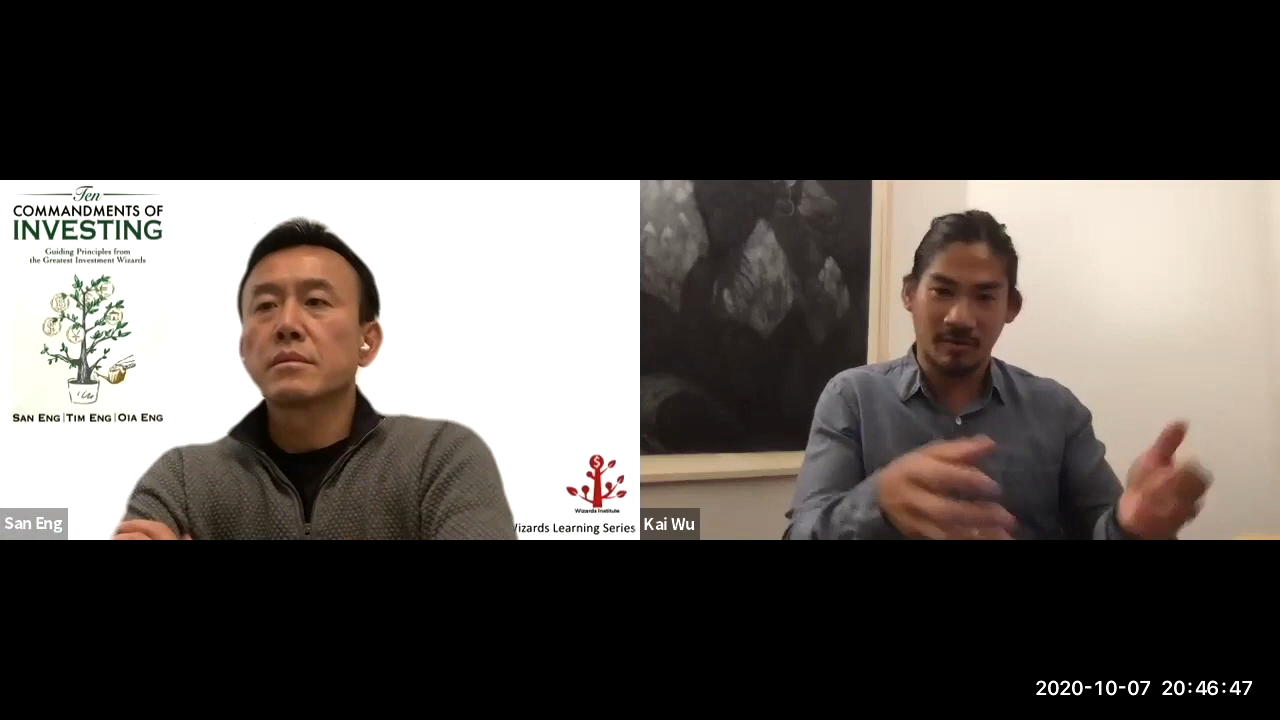 Ten
COMMANDMENTS OF
INVESTING
Guiding Principles from
the Greatest Investment Wizards
SAN ENG | TIM ENG | OIA ENG
San Eng
Wizards Institute
Wizards Learning Series
Kai Wu
2020-10-07 20:46:47